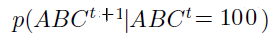 p(ABC^{t+1}|ABC^t = 100)